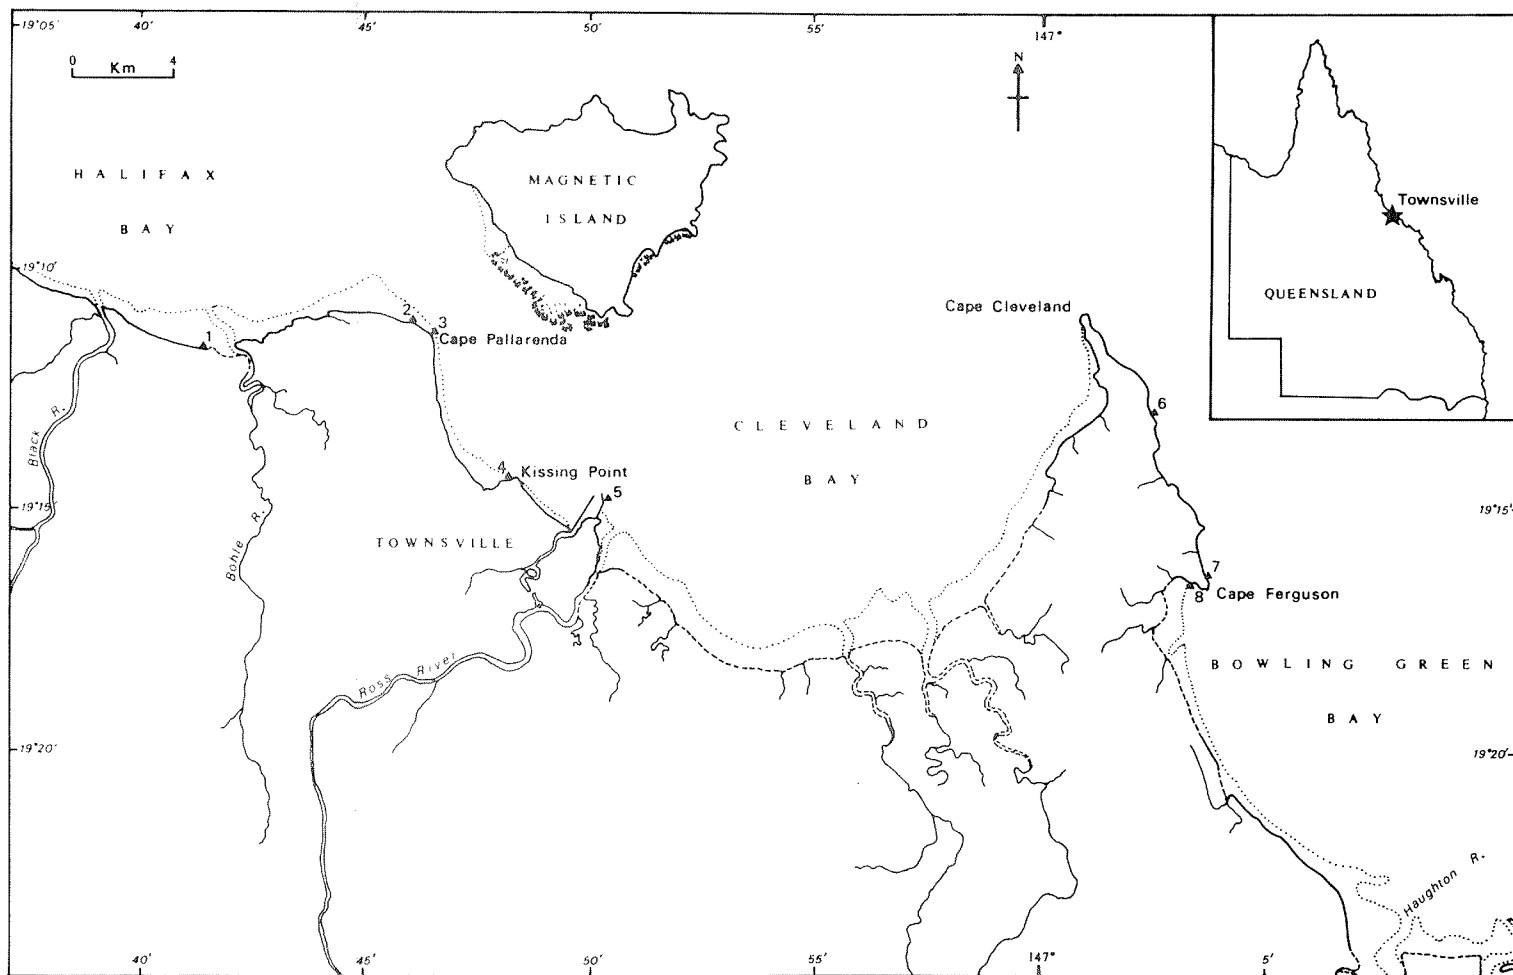 40'
45'
50'
55'
147°
19°05'
0 4
Km
N
HALIFAX
BAY
MAGNETIC
ISLAND
Townsville
QUEENSLAND
19°10'
Cape Cleveland
1
2
3
Cape Pallarenda
6
CLEVELAND
BAY
Black R.
4
Kissing Point
5
19°15'
19°15'
Bohle R.
TOWNSVILLE
7
8
Cape Ferguson
Ross River
BOWLING GREEN
BAY
19°20'
19°20'
Haughton R.
40'
45'
50'
55'
147°
5'